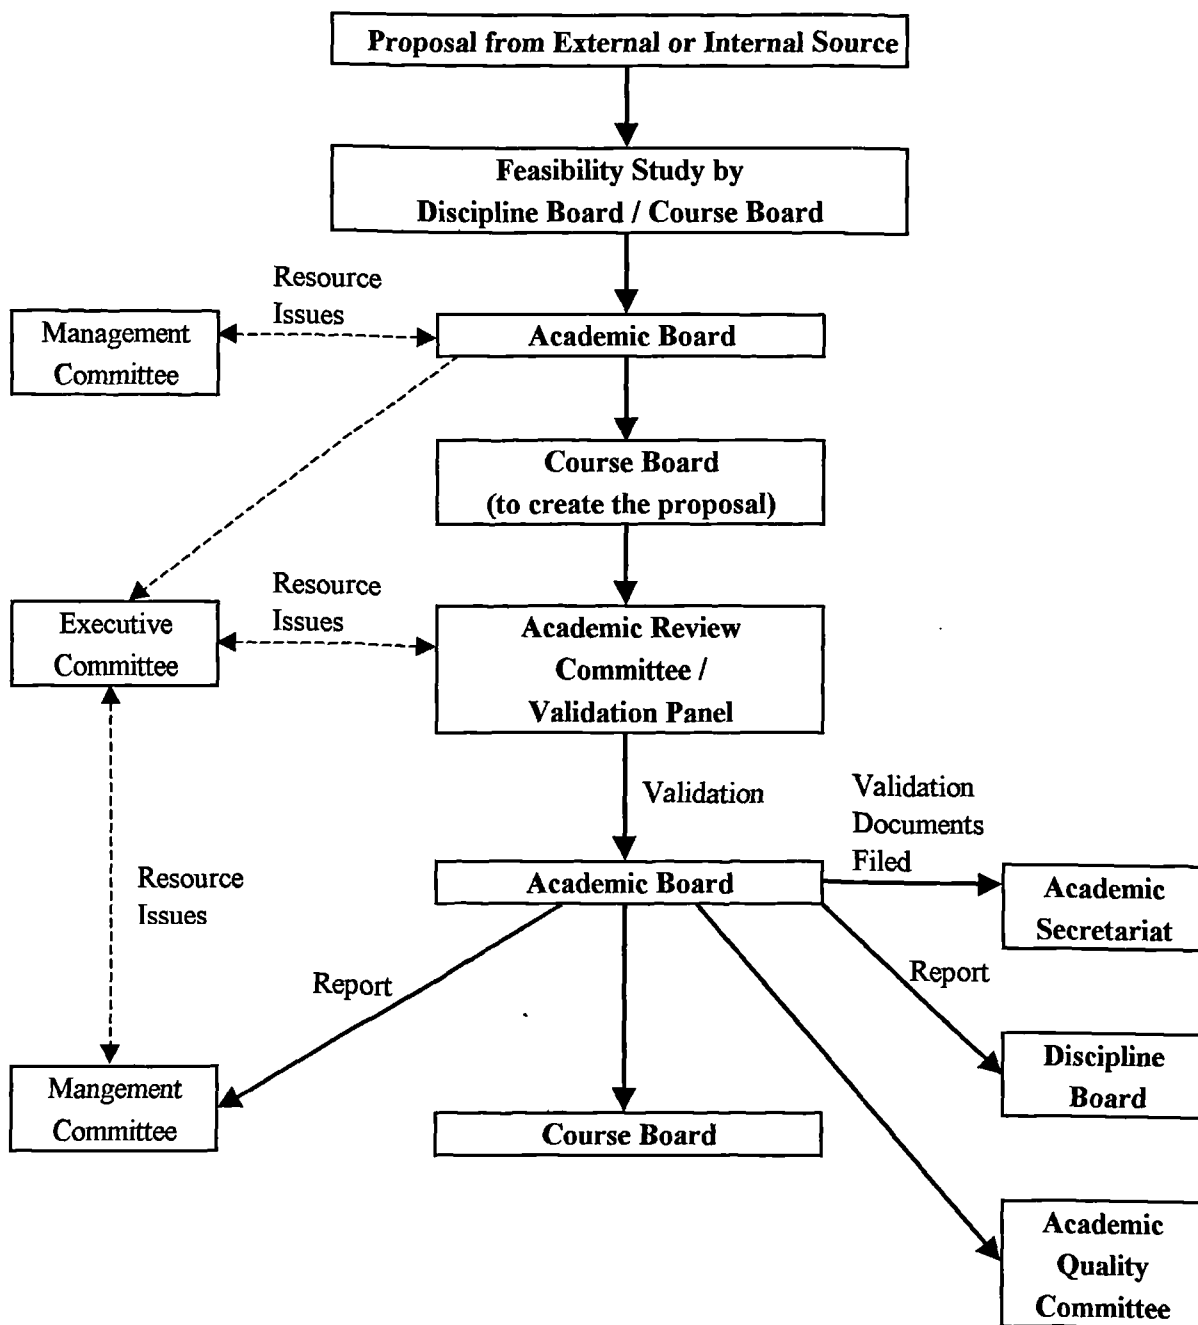 Proposal from External or Internal Source
Feasibility Study by
Discipline Board / Course Board
Resource
Issues
Management
Committee
Academic Board
Course Board
(to create the proposal)
Resource
Issues
Executive
Committee
Academic Review
Committee /
Validation Panel
Validation
Validation
Documents
Filed
Resource
Issues
Academic Board
Academic
Secretariat
Report
Report
Mangement
Committee
Course Board
Discipline
Board
Academic
Quality
Committee